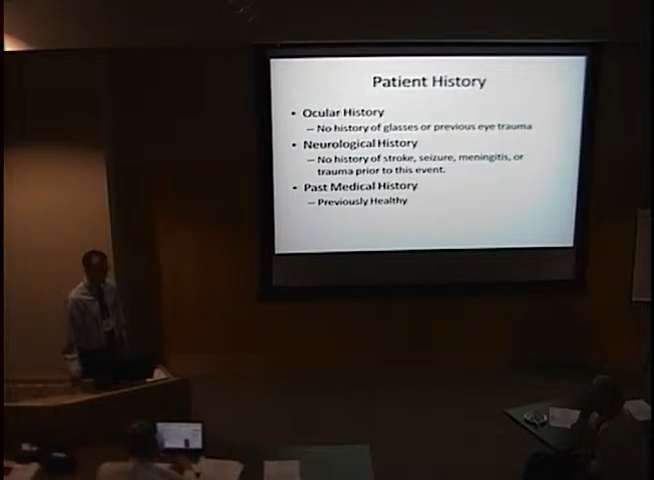 Patient History
• Ocular History
– No history of glasses or previous eye trauma
• Neurological History
– No history of stroke, seizure, meningitis, or
trauma prior to this event.
• Past Medical History
– Previously Healthy